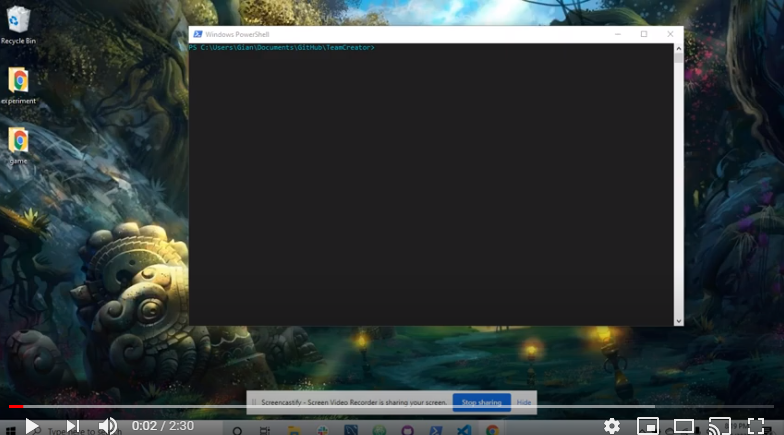 Recycle Bin
Windows PowerShell
PS C:\Users\Gian\Documents\GitHub\TeamCreator>
experiment
game
Screencastify - Screen Video Recorder is sharing your screen.
Stop sharing
Hide
0:02 / 2:30
Type here to search